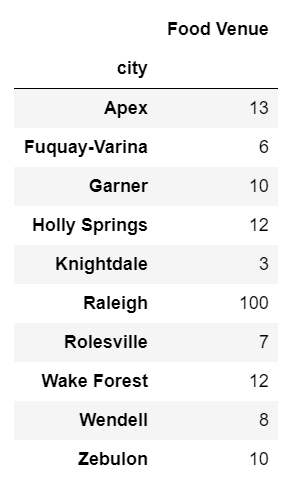 Food Venue
city
Apex 13
Fuquay-Varina 6
Garner 10
Holly Springs 12
Knightdale 3
Raleigh 100
Rolesville 7
Wake Forest 12
Wendell 8
Zebulon 10